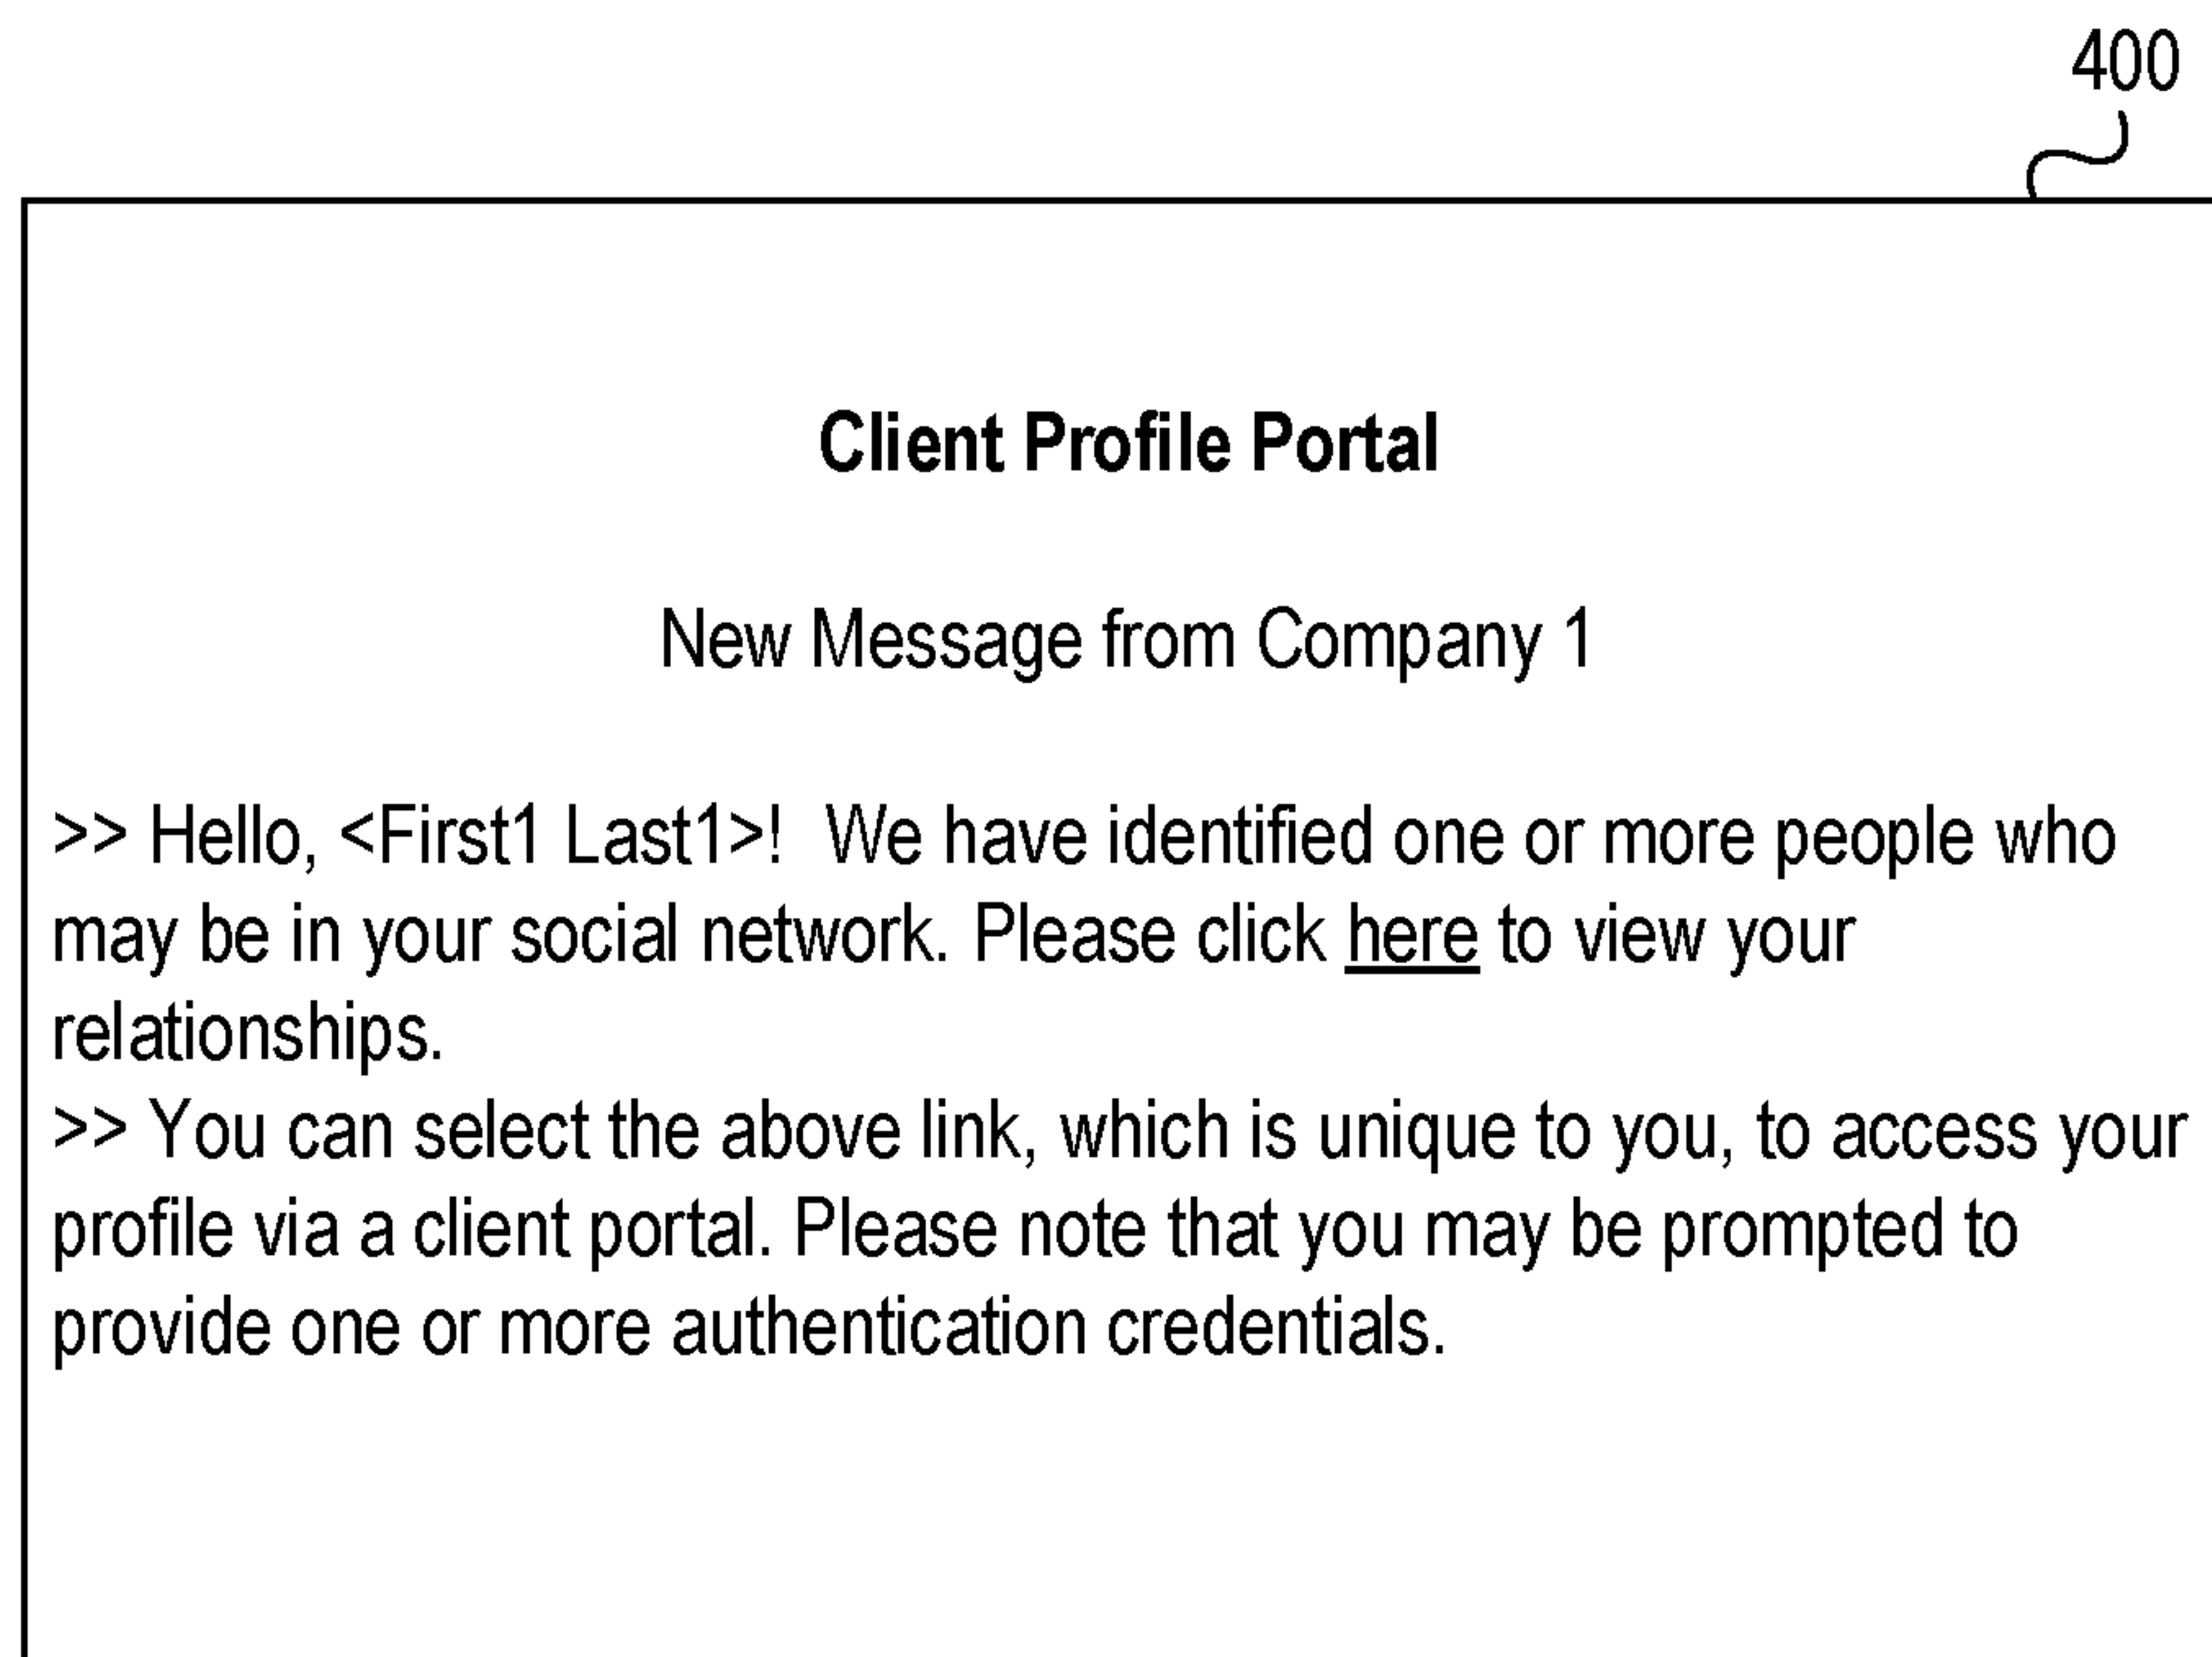 400
Client Profile Portal
New Message from Company 1
>> Hello, <First1 Last1>!  We have identified one or more people who
may be in your social network. Please click here to view your
relationships.
>> You can select the above link, which is unique to you, to access your
profile via a client portal. Please note that you may be prompted to
provide one or more authentication credentials.